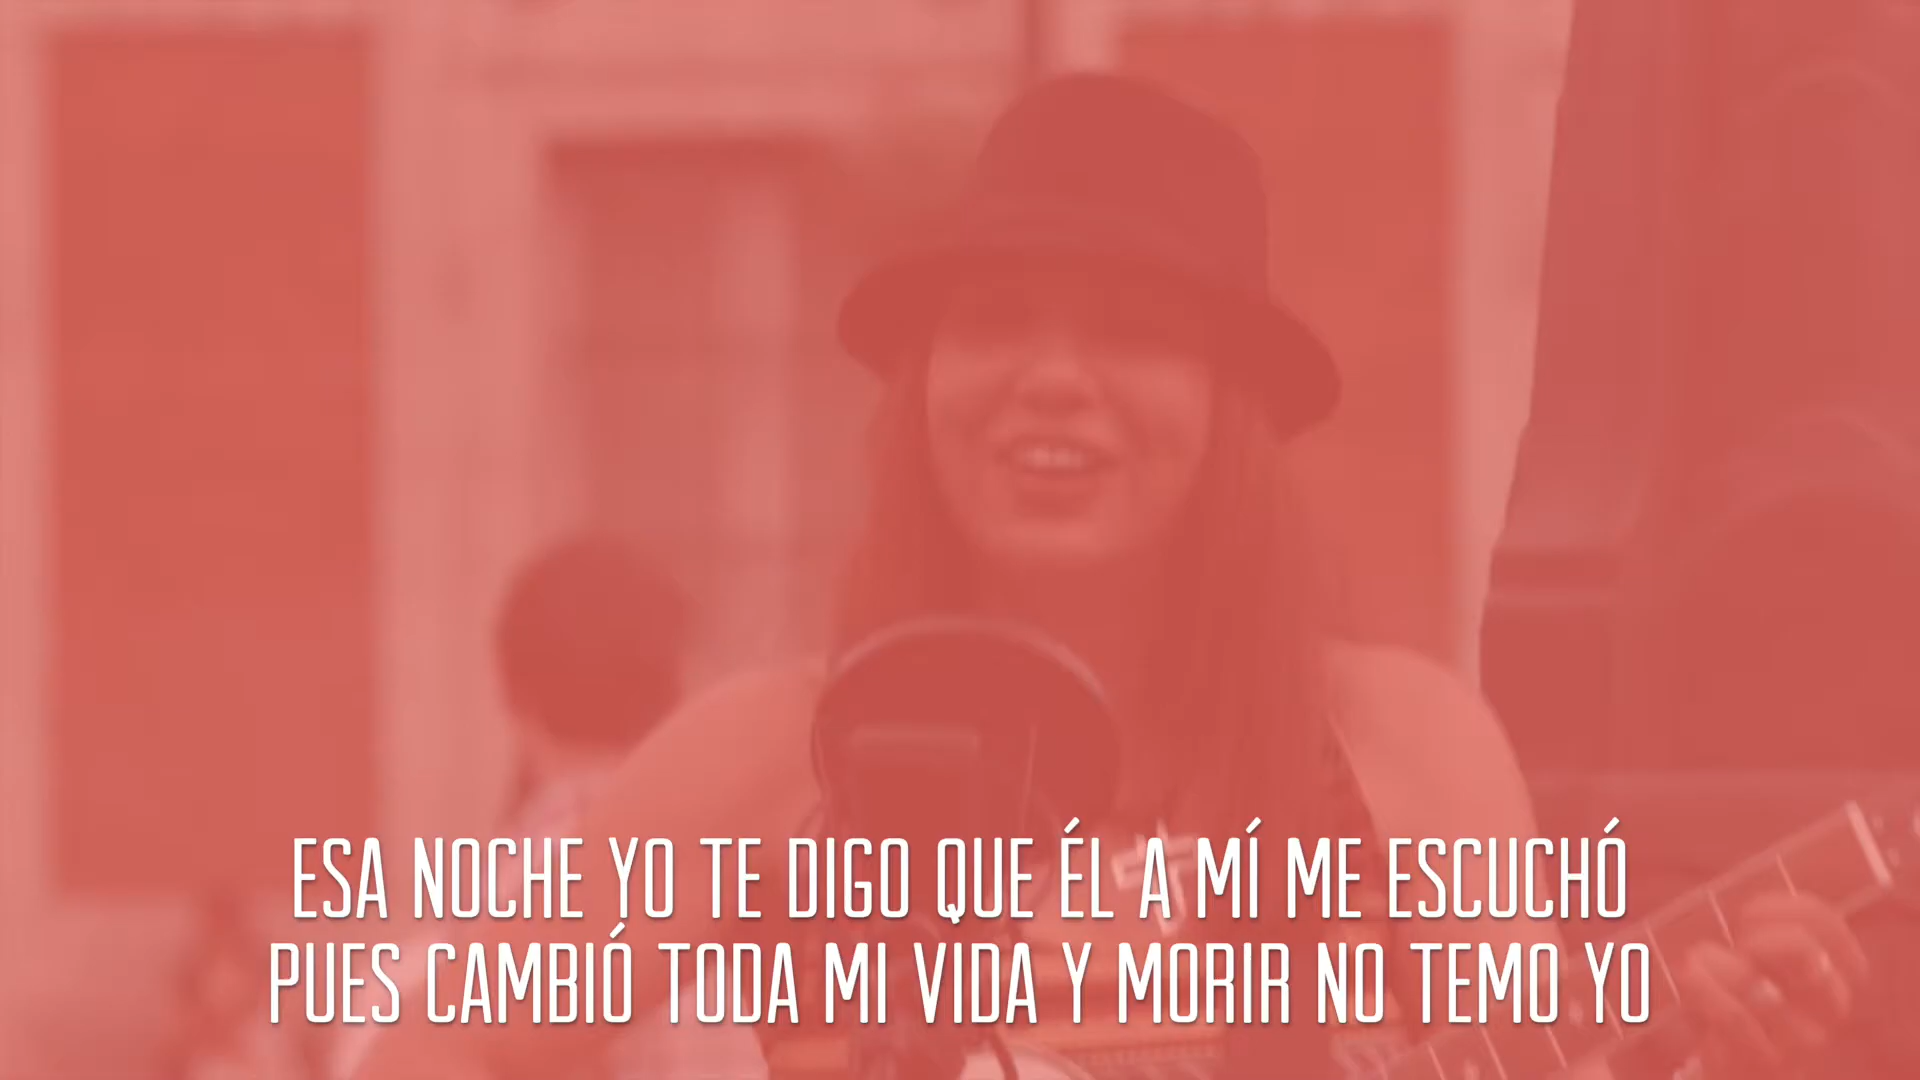 ESA NOCHE YO TE DIGO QUE ÉL A MÍ ME ESCUCHÓ
PUES CAMBIÓ TODA MI VIDA Y MORIR NO TEMO YO